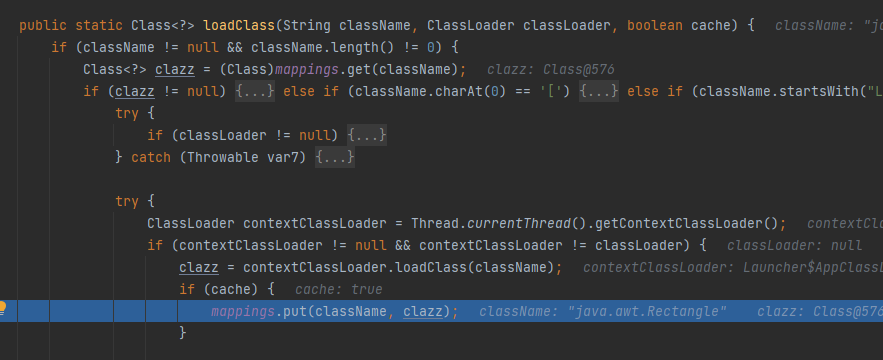 public static Class<?> loadClass(String className, ClassLoader classLoader, boolean cache) { className: "ja
if (className != null && className.length() != 0) {
Class<?> clazz = (Class)mappings.get(className); clazz: Class@576
if (clazz != null) {...} else if (className.charAt(0) == '[') {...} else if (className.startsWith("L
try {
if (classLoader != null) {...}
} catch (Throwable var7) {...}
try {
ClassLoader contextClassLoader = Thread.currentThread().getContextClassLoader(); contextCla
if (contextClassLoader != null && contextClassLoader != classLoader) { classLoader: null
clazz = contextClassLoader.loadClass(className); contextClassLoader: Launcher$AppClassL
if (cache) { cache: true
mappings.put(className, clazz); className: "java.awt.Rectangle" clazz: Class@576
}